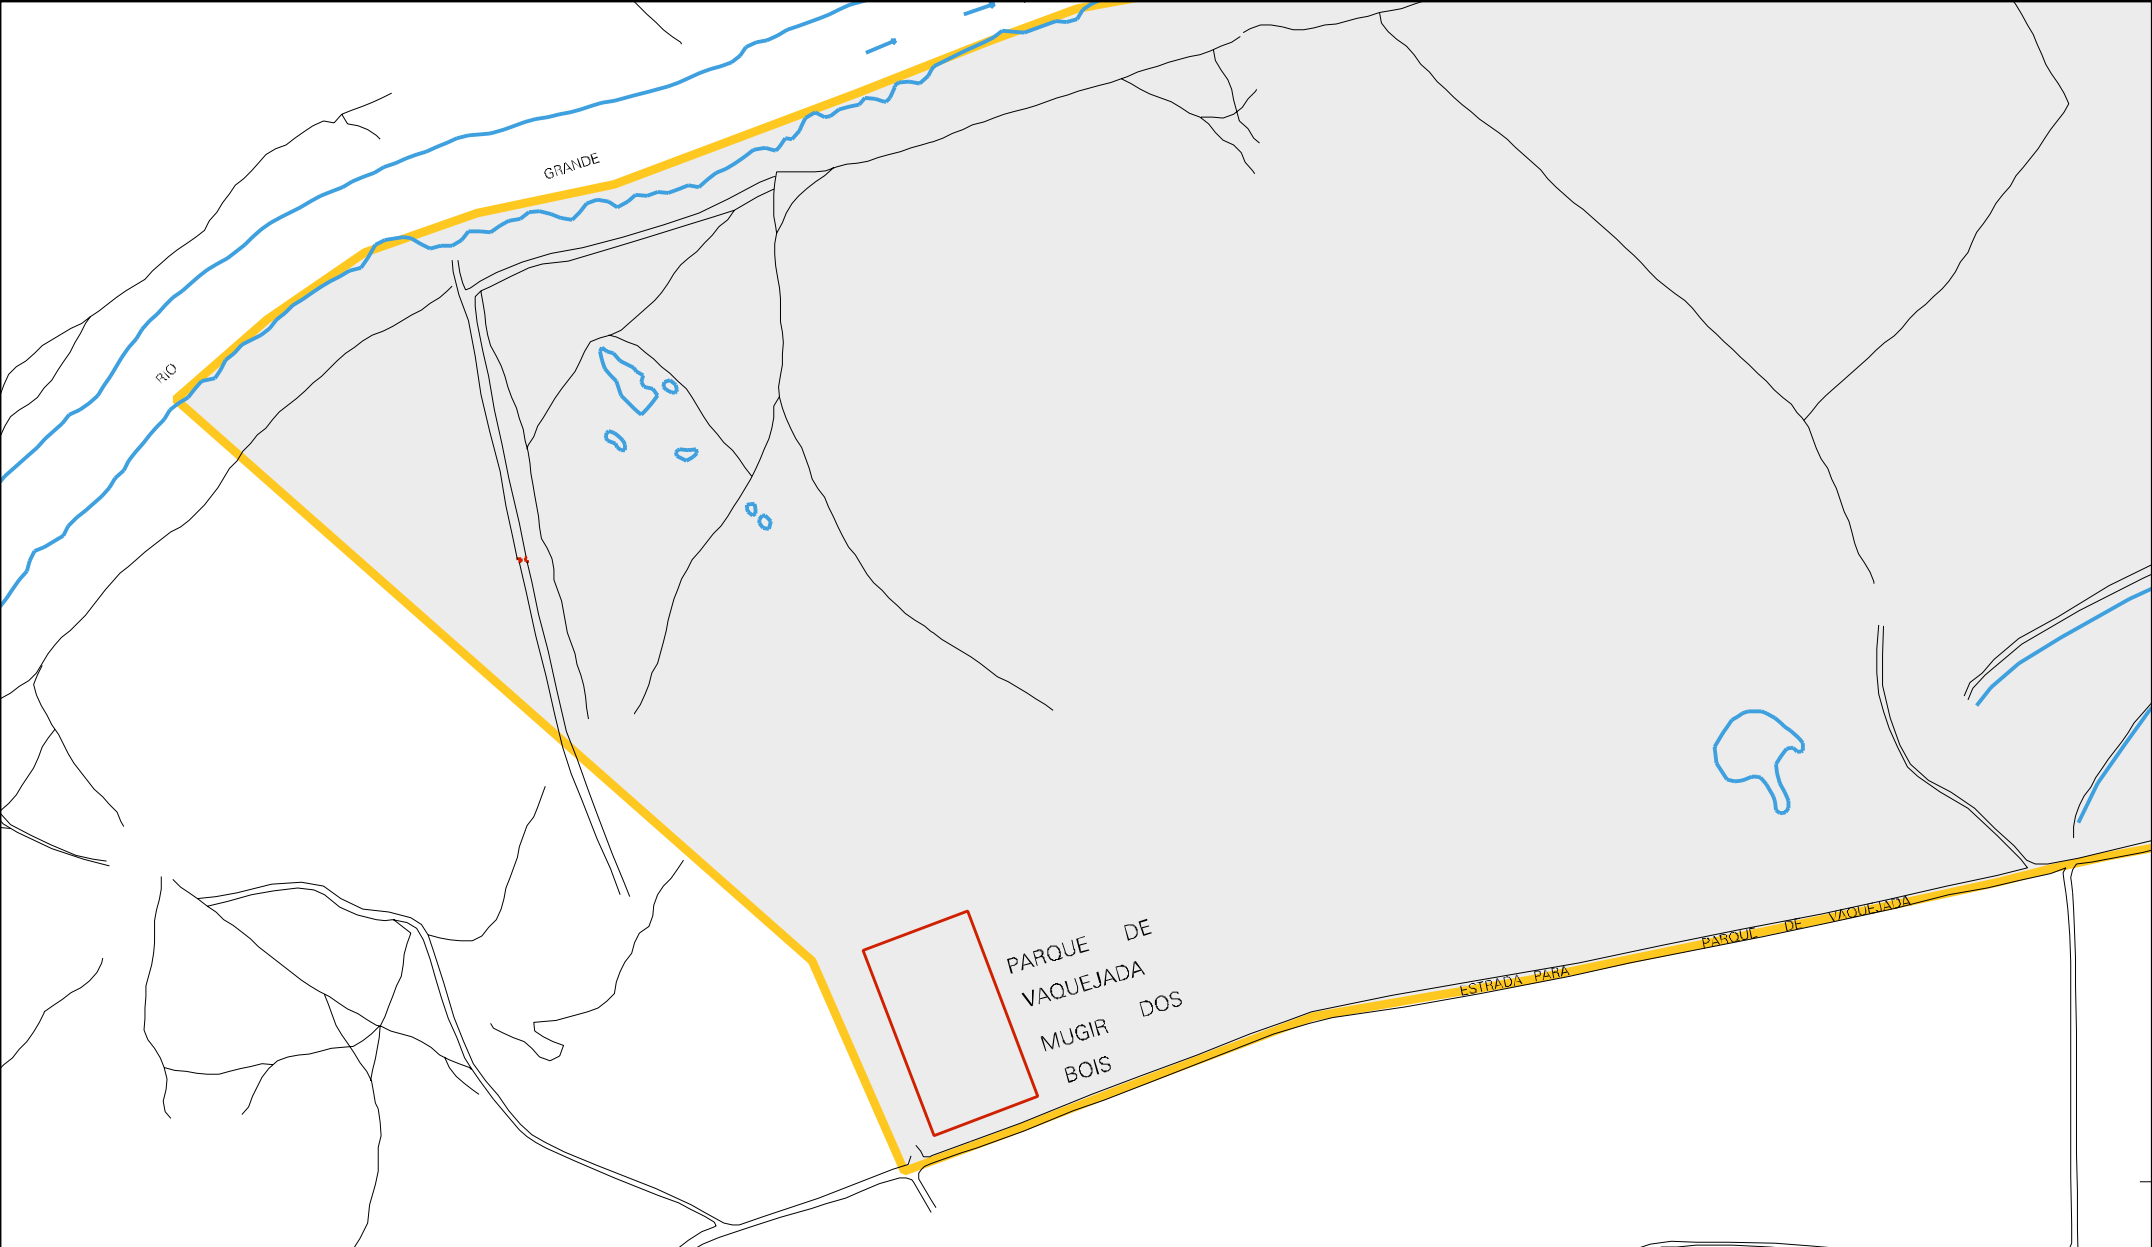 GRANDE
RIO
PARQUE DE
VAQUEJADA
MUGIR DOS
BOIS
ESTRADA PARA PARQUE DE VAQUEJADA